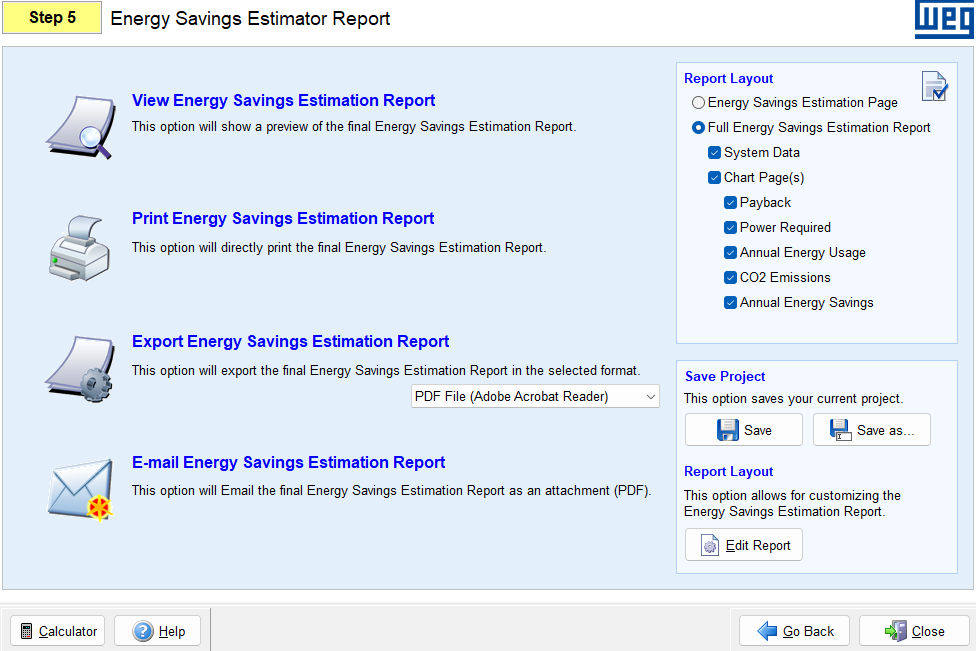 Step 5
Energy Savings Estimator Report
WEG
View Energy Savings Estimation Report
This option will show a preview of the final Energy Savings Estimation Report.
Print Energy Savings Estimation Report
This option will directly print the final Energy Savings Estimation Report.
Export Energy Savings Estimation Report
This option will export the final Energy Savings Estimation Report in the selected format.
PDF File (Adobe Acrobat Reader)
E-mail Energy Savings Estimation Report
This option will Email the final Energy Savings Estimation Report as an attachment (PDF).
Report Layout
Energy Savings Estimation Page
Full Energy Savings Estimation Report
System Data
Chart Page(s)
Payback
Power Required
Annual Energy Usage
CO2 Emissions
Annual Energy Savings
Save Project
This option saves your current project.
Save
Save as...
Report Layout
This option allows for customizing the
Energy Savings Estimation Report.
Edit Report
Calculator
Help
Go Back
Close